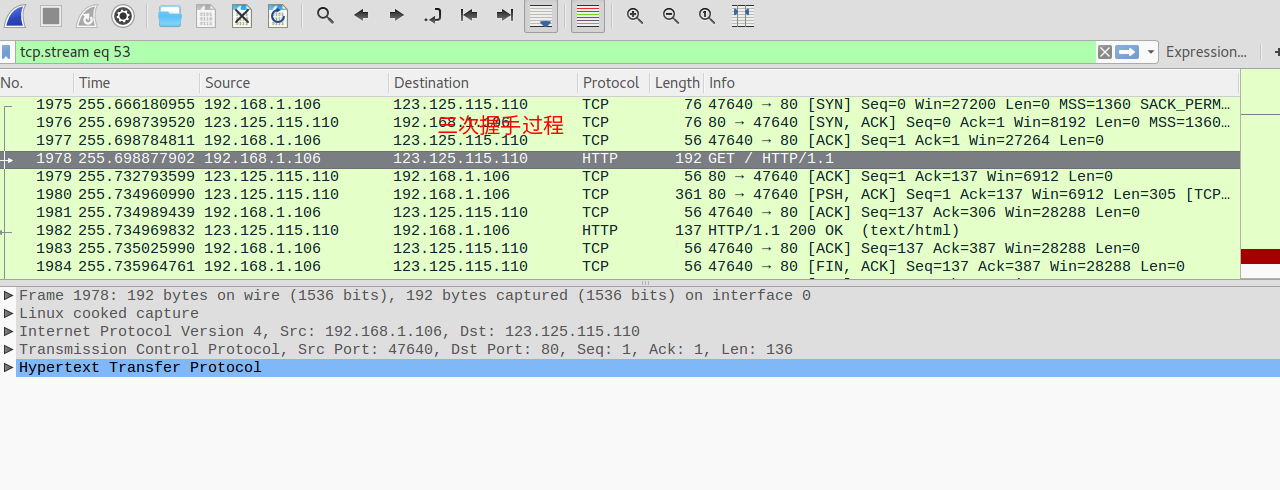 tcp.stream eq 53
Expression...
No. Time Source Destination Protocol Length Info
1975 255.666180955 192.168.1.106 123.125.115.110 TCP 76 47640 → 80 [SYN] Seq=0 Win=27200 Len=0 MSS=1360 SACK_PERM...
1976 255.698739520 123.125.115.110 192.168.1.106 TCP 76 80 → 47640 [SYN, ACK] Seq=0 Ack=1 Win=8192 Len=0 MSS=1360...
三次握手过程
1977 255.698784811 192.168.1.106 123.125.115.110 TCP 56 47640 → 80 [ACK] Seq=1 Ack=1 Win=27264 Len=0
1978 255.698877902 192.168.1.106 123.125.115.110 HTTP 192 GET / HTTP/1.1
1979 255.732793599 123.125.115.110 192.168.1.106 TCP 56 80 → 47640 [ACK] Seq=1 Ack=137 Win=6912 Len=0
1980 255.734960990 123.125.115.110 192.168.1.106 TCP 361 80 → 47640 [PSH, ACK] Seq=1 Ack=137 Win=6912 Len=305 [TCP...
1981 255.734989439 192.168.1.106 123.125.115.110 TCP 56 47640 → 80 [ACK] Seq=137 Ack=306 Win=28288 Len=0
1982 255.734969832 123.125.115.110 192.168.1.106 HTTP 137 HTTP/1.1 200 OK (text/html)
1983 255.735025990 192.168.1.106 123.125.115.110 TCP 56 47640 → 80 [ACK] Seq=137 Ack=387 Win=28288 Len=0
1984 255.735964761 192.168.1.106 123.125.115.110 TCP 56 47640 → 80 [FIN, ACK] Seq=137 Ack=387 Win=28288 Len=0
Frame 1978: 192 bytes on wire (1536 bits), 192 bytes captured (1536 bits) on interface 0
Linux cooked capture
Internet Protocol Version 4, Src: 192.168.1.106, Dst: 123.125.115.110
Transmission Control Protocol, Src Port: 47640, Dst Port: 80, Seq: 1, Ack: 1, Len: 136
Hypertext Transfer Protocol